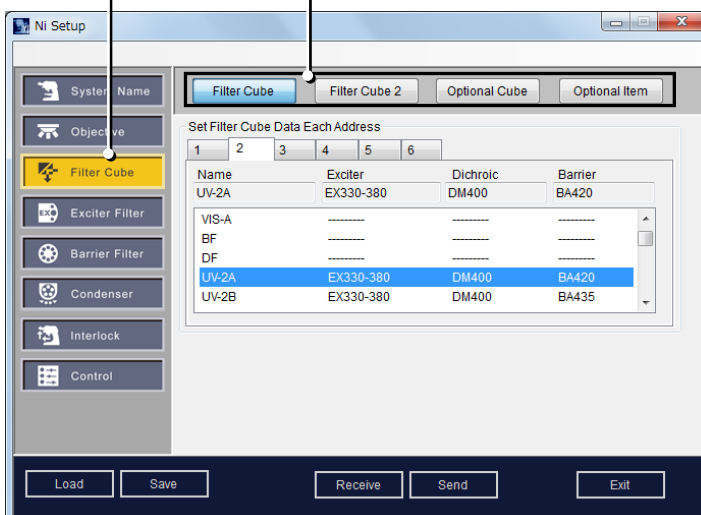 Ni Setup
System Name
Objective
Filter Cube
Exciter Filter
Barrier Filter
Condenser
Interlock
Control
Filter Cube Filter Cube 2 Optional Cube Optional Item
Set Filter Cube Data Each Address
1 2 3 4 5 6
Name Exciter Dichroic Barrier
UV-2A EX330-380 DM400 BA420
VIS-A --------- --------- ---------
BF --------- --------- ---------
DF --------- --------- ---------
UV-2A EX330-380 DM400 BA420
UV-2B EX330-380 DM400 BA435
Load Save Receive Send Exit